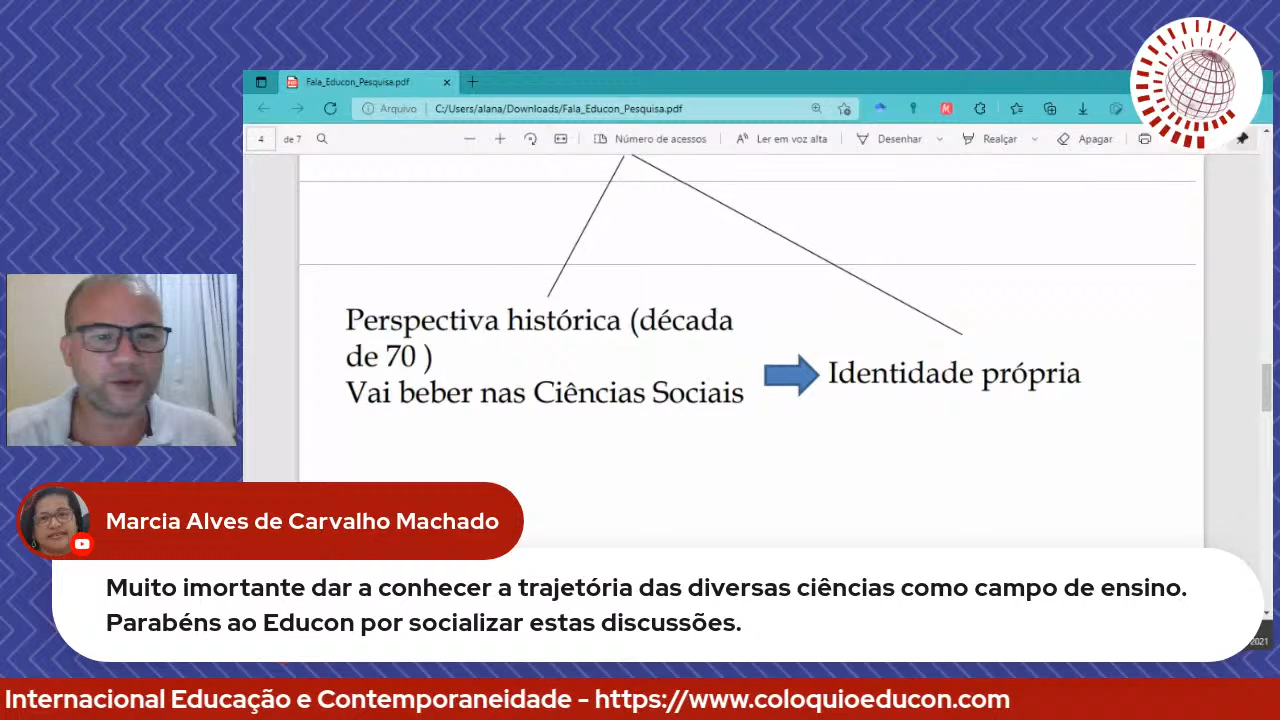 Fala_Educon_Pesquisa.pdf
Arquivo
C:/Users/alana/Downloads/Fala_Educon_Pesquisa.pdf
4 de 7
Número de acessos
Ler em voz alta
Desenhar
Realçar
Apagar
Perspectiva histórica (década
de 70 )
Vai beber nas Ciências Sociais
Identidade própria
Marcia Alves de Carvalho Machado
Muito imortante dar a conhecer a trajetória das diversas ciências como campo de ensino.
Parabéns ao Educon por socializar estas discussões.
2021
Internacional Educação e Contemporaneidade - https://www.coloquioeducon.com